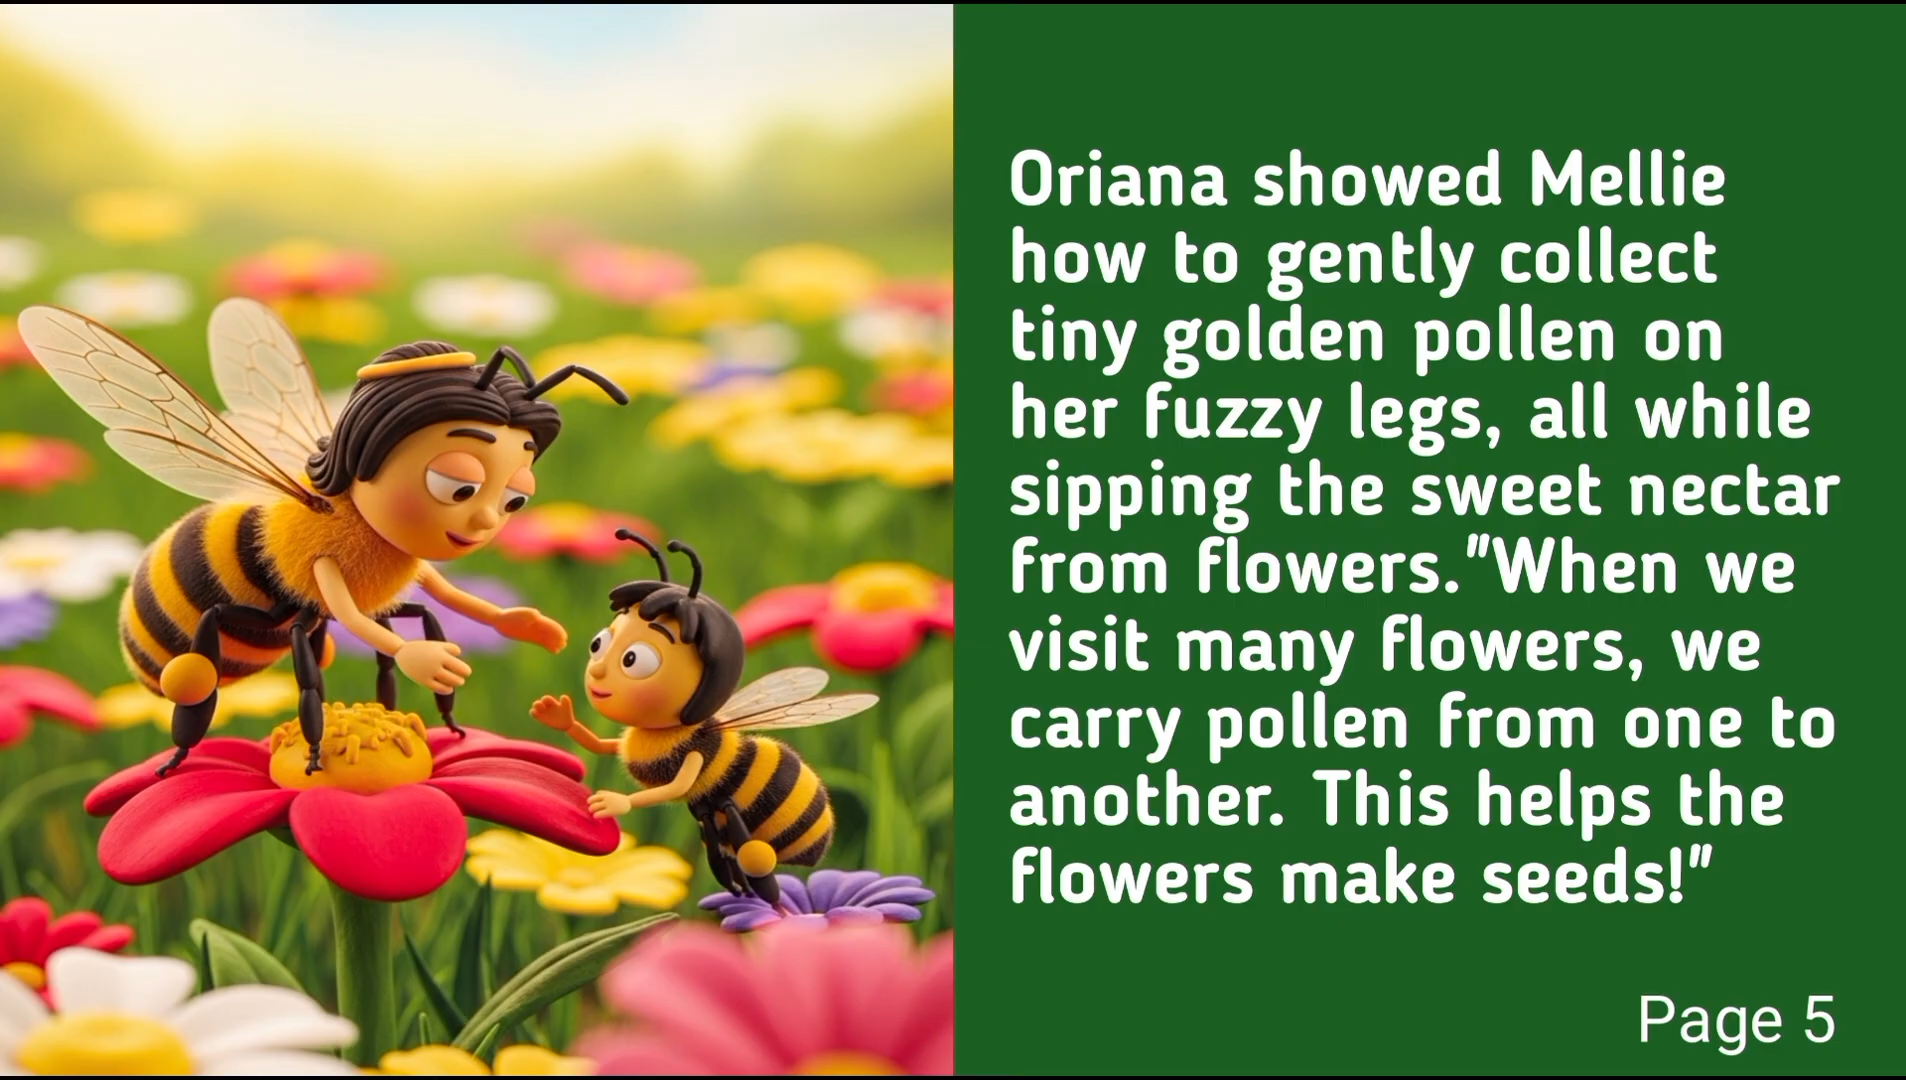 Oriana showed Mellie
how to gently collect
tiny golden pollen on
her fuzzy legs, all while
sipping the sweet nectar
from flowers."When we
visit many flowers, we
carry pollen from one to
another. This helps the
flowers make seeds!"
Page 5